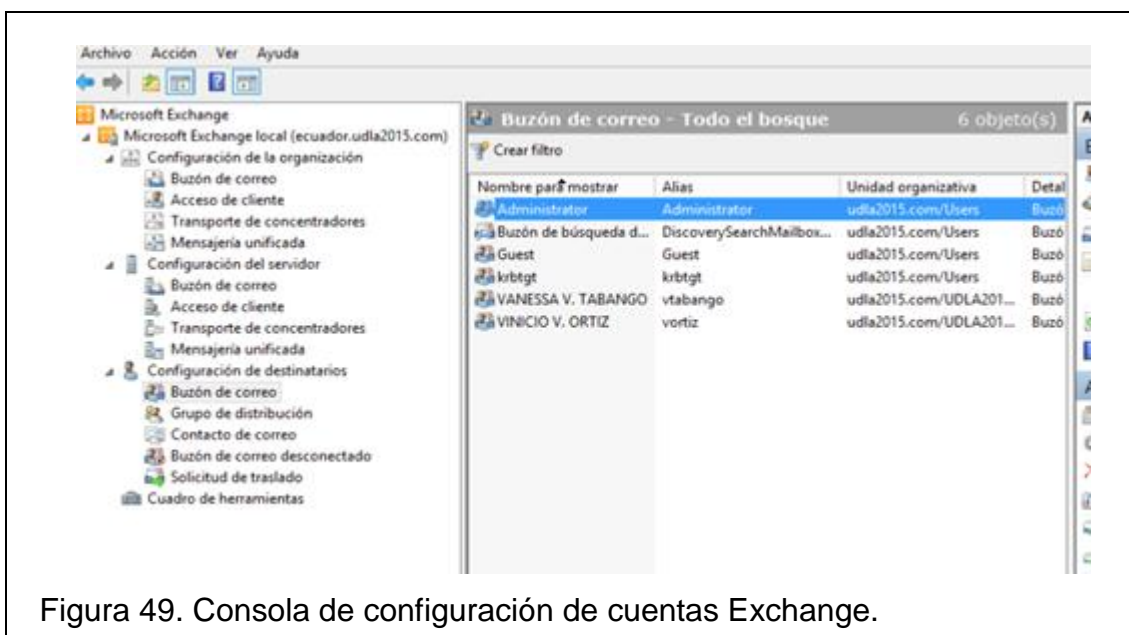 Archivo Acción Ver Ayuda
Microsoft Exchange
Microsoft Exchange local (ecuador.udla2015.com)
Configuración de la organización
Buzón de correo
Acceso de cliente
Transporte de concentradores
Mensajería unificada
Configuración del servidor
Buzón de correo
Acceso de cliente
Transporte de concentradores
Mensajería unificada
Configuración de destinatarios
Buzón de correo
Grupo de distribución
Contacto de correo
Buzón de correo desconectado
Solicitud de traslado
Cuadro de herramientas
Buzón de correo - Todo el bosque 6 objeto(s)
Crear filtro
Nombre para mostrar Alias Unidad organizativa Detal
Administrator Administrator udla2015.com/Users Buzó
Buzón de búsqueda d... DiscoverySearchMailbox... udla2015.com/Users Buzó
Guest Guest udla2015.com/Users Buzó
krbtgt krbtgt udla2015.com/Users Buzó
VANESSA V. TABANGO vtabango udla2015.com/UDLA201... Buzó
VINICIO V. ORTIZ vortiz udla2015.com/UDLA201... Buzó
Figura 49. Consola de configuración de cuentas Exchange.